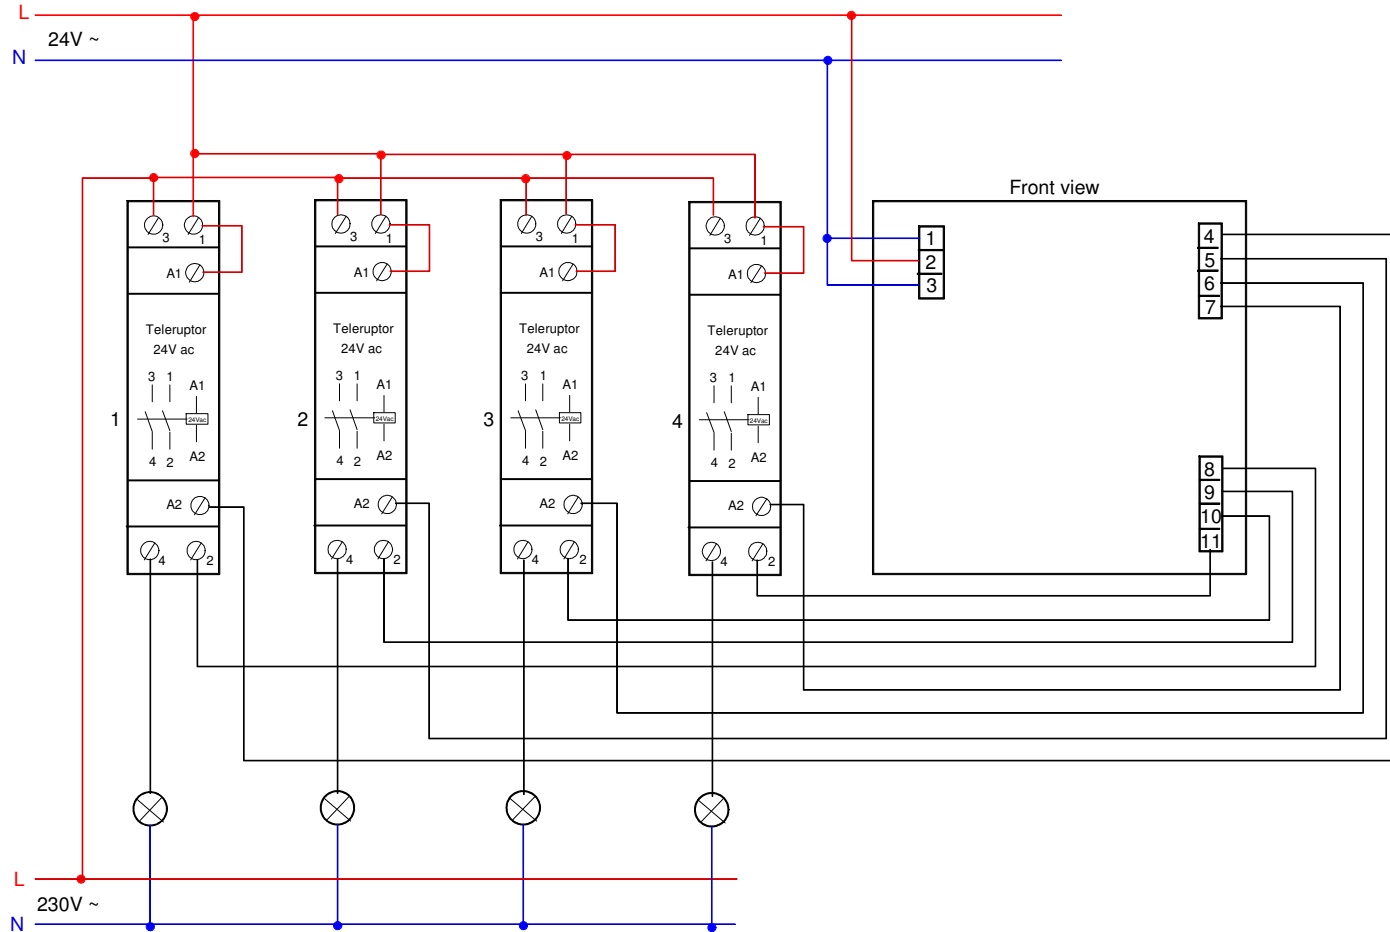 L
24V ~
N
Front view
3 1
A1
Teleruptor
24V ac
3 1
A1
24Vac
1
4 2
A2
A2
4 2
3 1
A1
Teleruptor
24V ac
3 1
A1
24Vac
2
4 2
A2
A2
4 2
3 1
A1
Teleruptor
24V ac
3 1
A1
24Vac
3
4 2
A2
A2
4 2
3 1
A1
Teleruptor
24V ac
3 1
A1
24Vac
4
4 2
A2
A2
4 2
1
2
3
4
5
6
7
8
9
10
11
L
230V ~
N